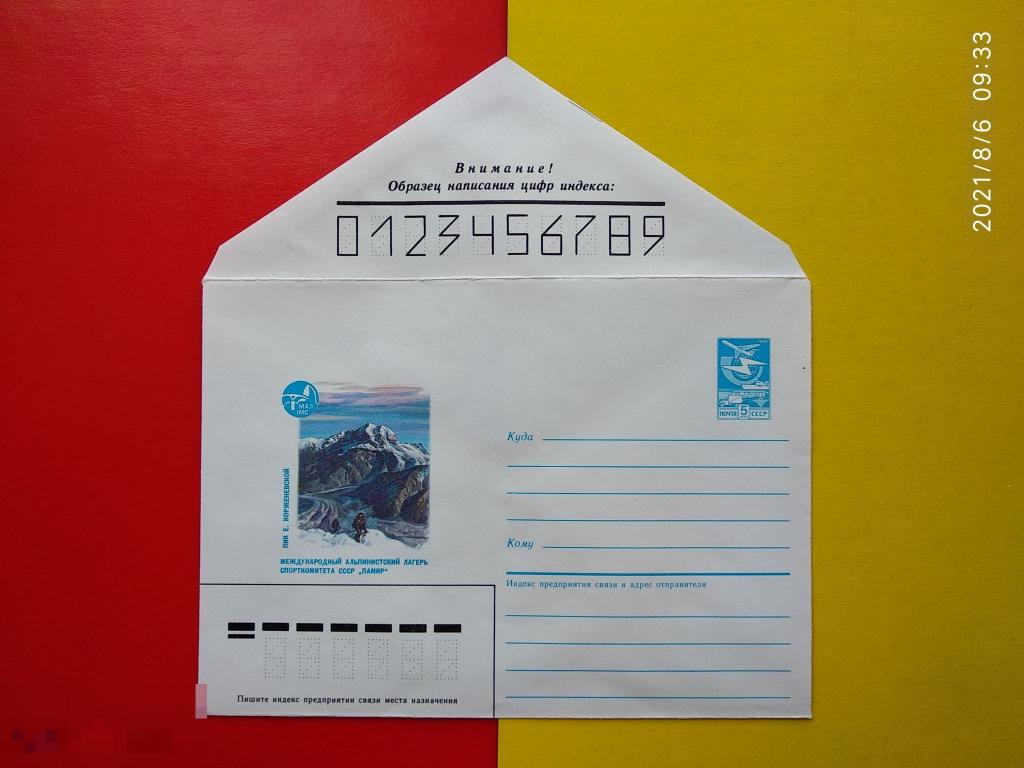 2021/8/6 09:33
Внимание!
Образец написания цифр индекса:
0123456789
МАЛ
IMC
ПОЧТА 5 СССР
ПИК Е. КОРЖЕНЕВСКОЙ
МЕЖДУНАРОДНЫЙ АЛЬПИНИСТСКИЙ ЛАГЕРЬ
СПОРТКОМИТЕТА СССР „ПАМИР“
Куда
Кому
Индекс предприятия связи и адрес отправителя
Пишите индекс предприятия связи места назначения